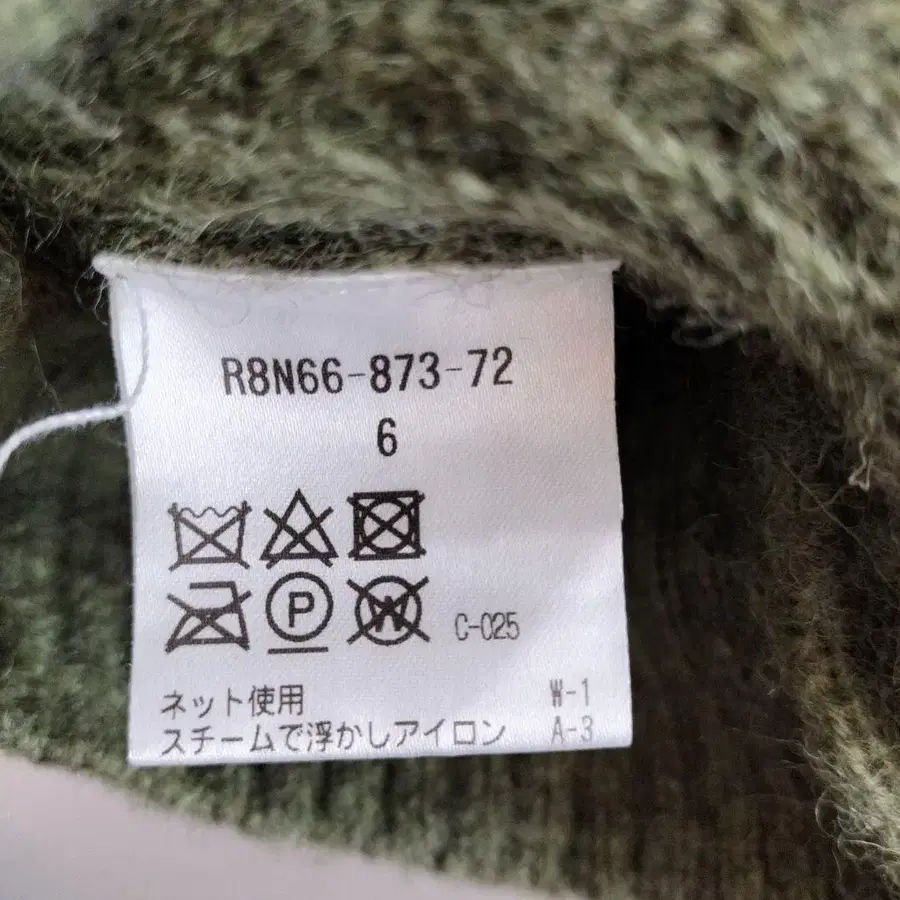 R8N66-873-72
6
P W C-025
ネット使用 W-1
スチームで浮かしアイロン A-3